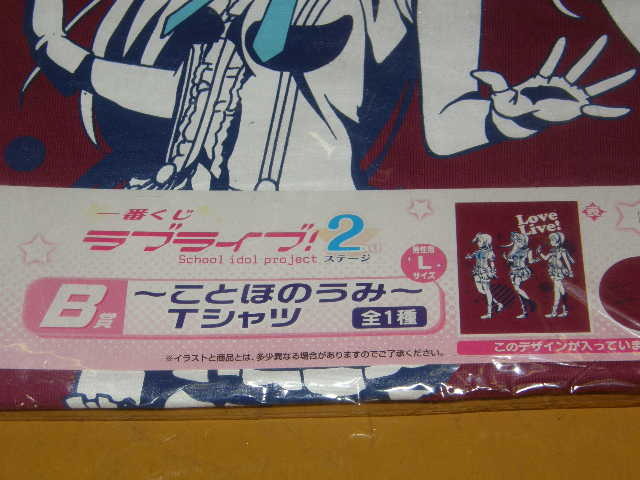 一番くじ
ラブライブ!
School idol project
2
ステージ
男性用
L
サイズ
B賞
〜ことほのうみ〜
Tシャツ
全1種
※イラストと商品とは、多少異なる場合がありますのでご了承ください。
Love
Live!
表
このデザインが入っていま